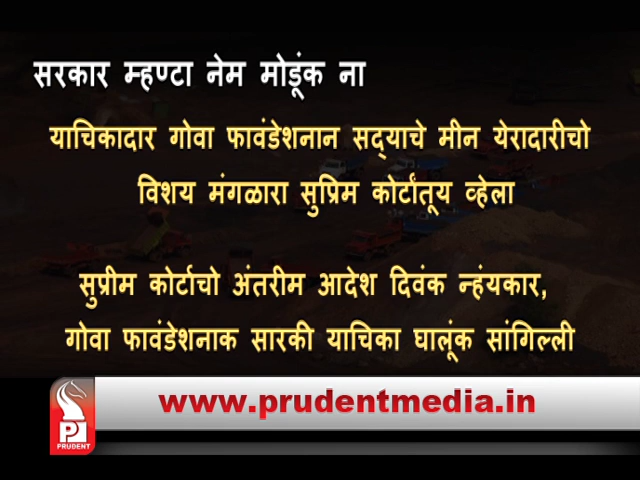 सरकार म्हण्टा नेम मोडूंक ना
याचिकादार गोवा फावंडेशनान सद्याचे मीन येरादारीचो
विशय मंगळारा सुप्रिम कोर्टांतूय व्हेला
सुप्रीम कोर्टाचो अंतरीम आदेश दिवंक न्हंयकार,
गोवा फावंडेशनाक सारकी याचिका घालूंक सांगिल्ली
www.prudentmedia.in
PRUDENT